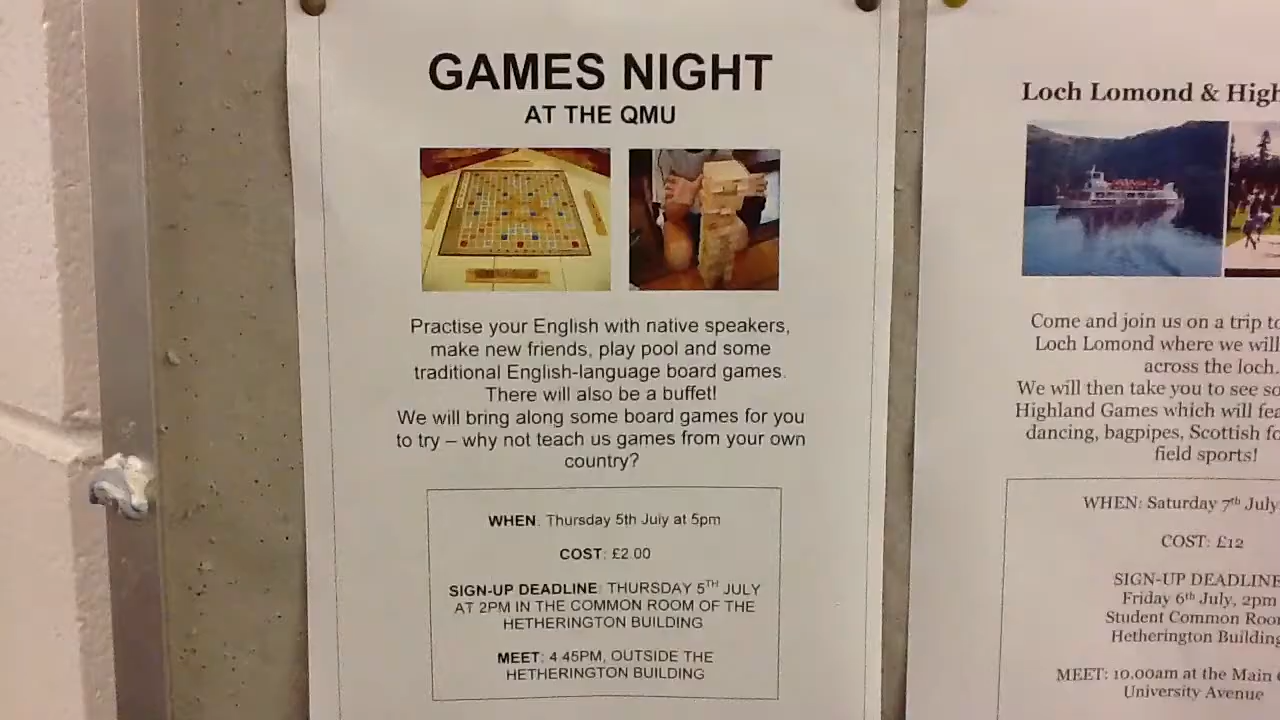 GAMES NIGHT
AT THE QMU
Practise your English with native speakers,
make new friends, play pool and some
traditional English-language board games.
There will also be a buffet!
We will bring along some board games for you
to try – why not teach us games from your own
country?
WHEN: Thursday 5th July at 5pm
COST: £2.00
SIGN-UP DEADLINE: THURSDAY 5TH JULY
AT 2PM IN THE COMMON ROOM OF THE
HETHERINGTON BUILDING
MEET: 4.45PM, OUTSIDE THE
HETHERINGTON BUILDING
Loch Lomond &
Come and join us on a trip
Loch Lomond where we will
across the loch.
We will then take you to see
Highland Games which will
dancing, bagpipes, Scottish
field sports!
WHEN: Saturday 7th July
COST: £12
SIGN-UP DEADLINE
Friday 6th July, 2pm
Student Common
Hetherington Building
MEET: 10.00am at the Main
University Avenue